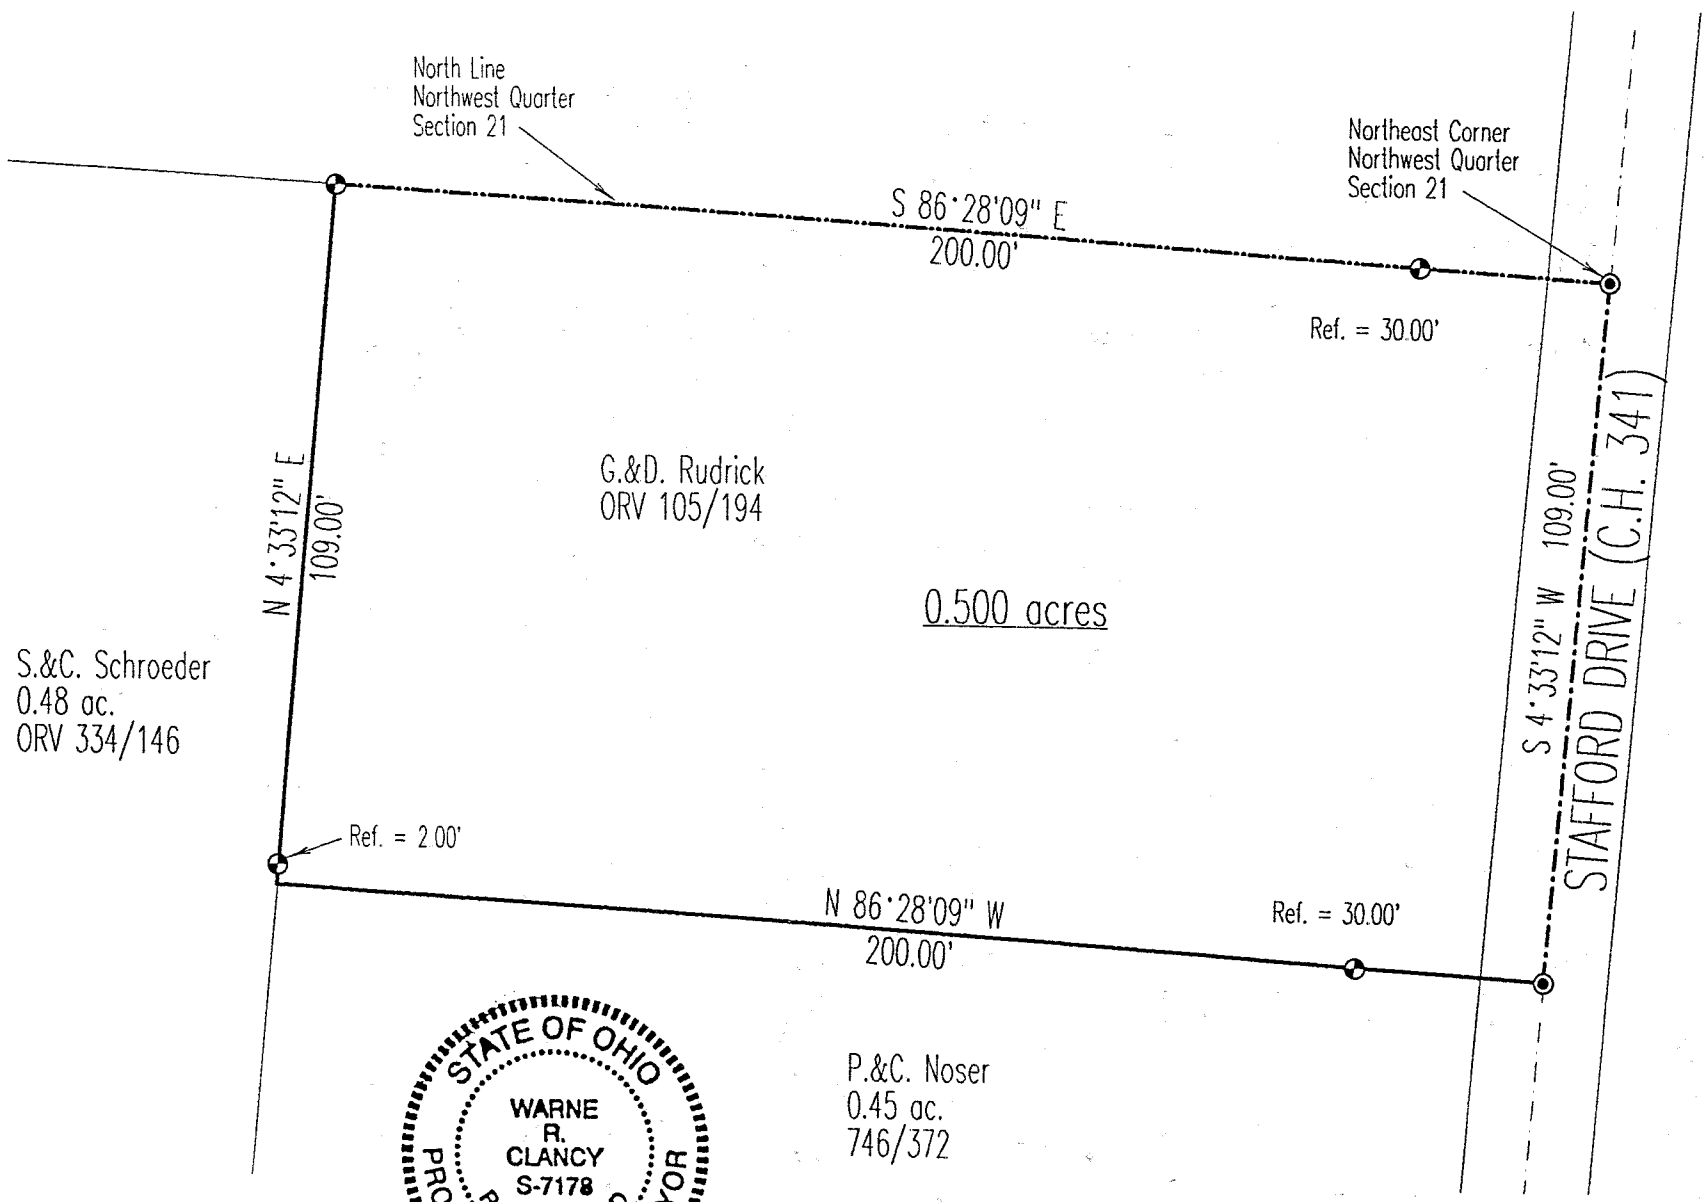 North Line
Northwest Quarter
Section 21
Northeast Corner
Northwest Quarter
Section 21
S 86°28'09" E
200.00'
Ref. = 30.00'
N 4°33'12" E
109.00'
G.&D. Rudrick
ORV 105/194
0.500 acres
S 4°33'12" W 109.00'
STAFFORD DRIVE (C.H. 341)
S.&C. Schroeder
0.48 ac.
ORV 334/146
Ref. = 2.00'
N 86°28'09" W
200.00'
Ref. = 30.00'
P.&C. Noser
0.45 ac.
746/372
STATE OF OHIO
WARNE
R.
CLANCY
S-7178